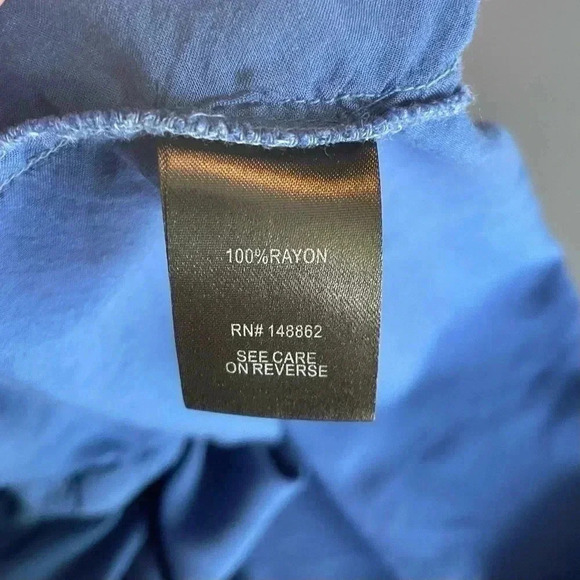 100%RAYON
RN# 148862
SEE CARE
ON REVERSE